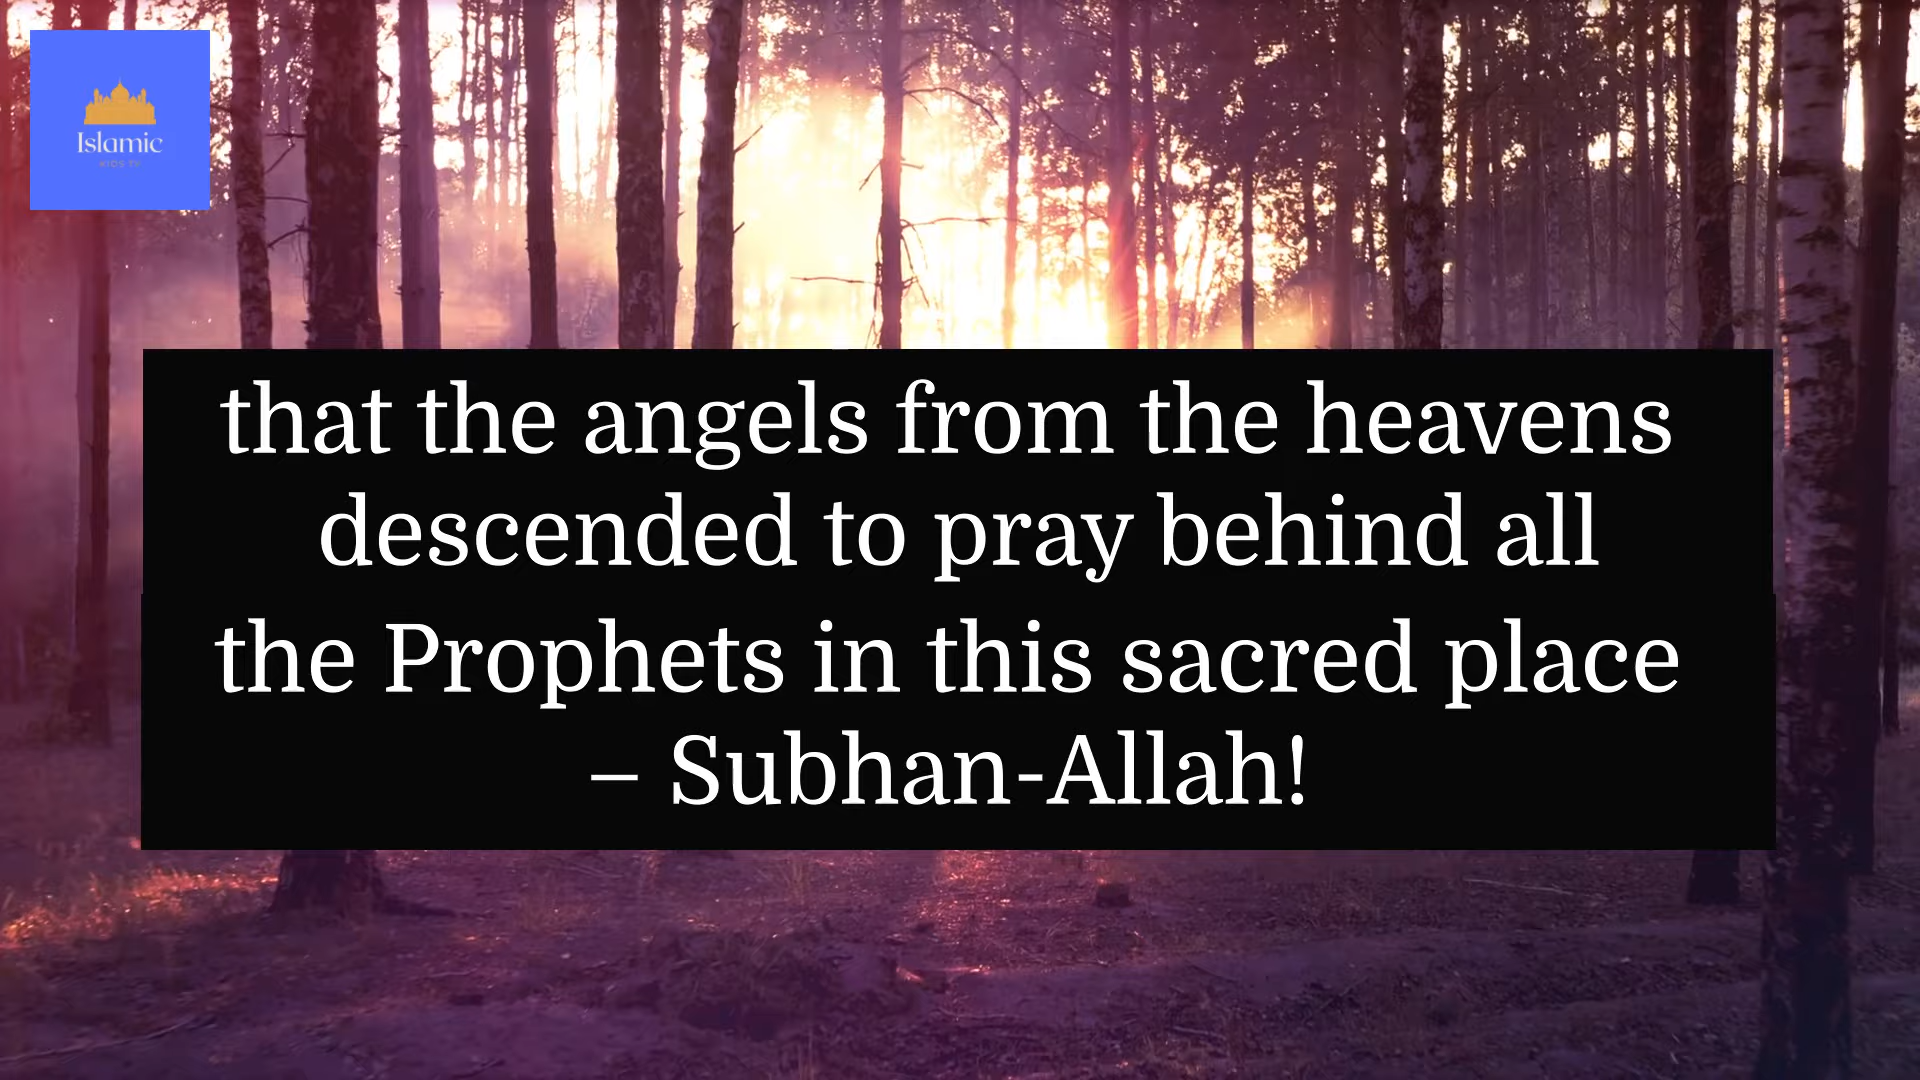 Islamic
KIDS TV
that the angels from the heavens
descended to pray behind all
the Prophets in this sacred place
– Subhan-Allah!